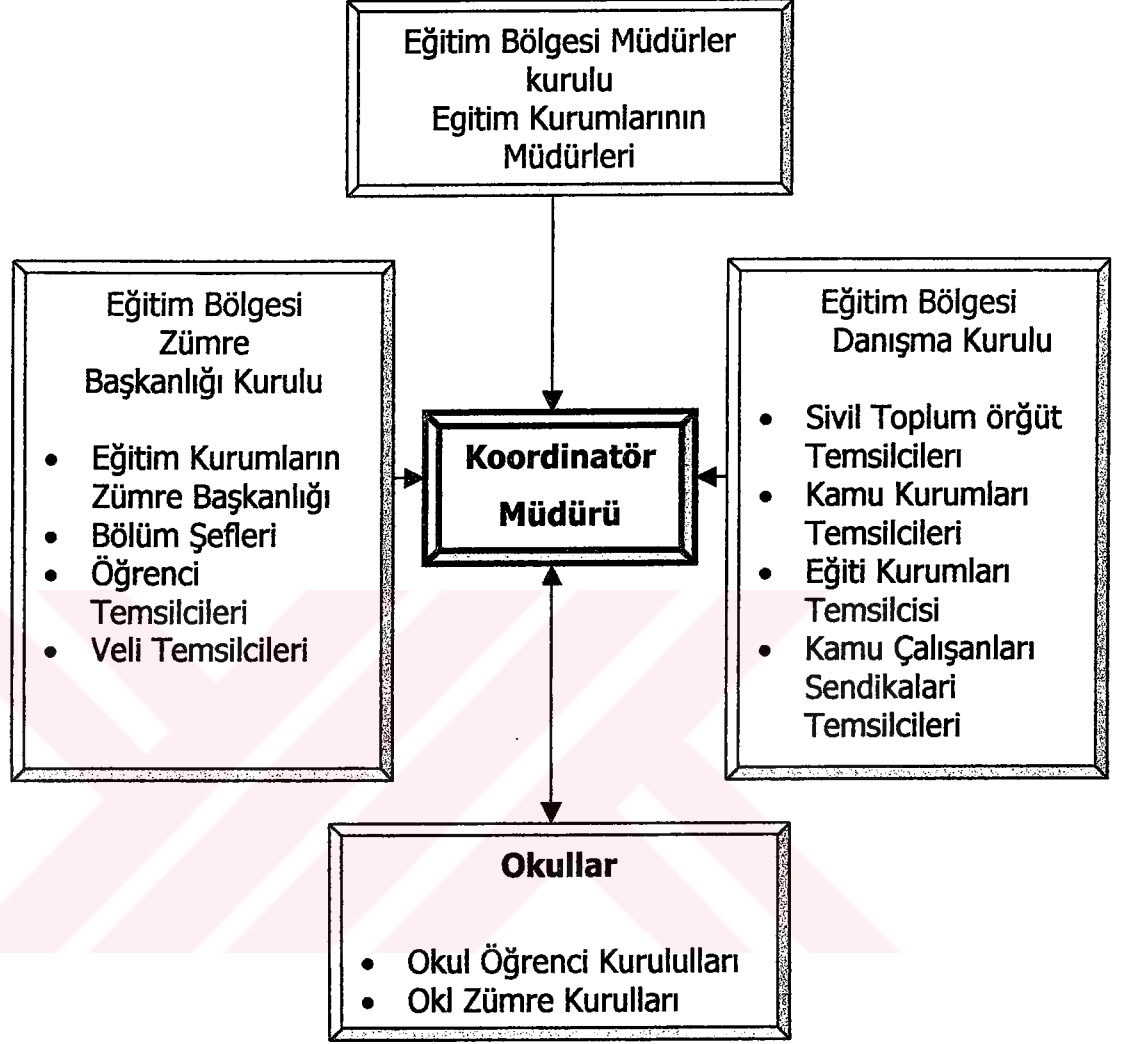 Eğitim Bölgesi Müdürler
kurulu
Egitim Kurumlarının
Müdürleri
Eğitim Bölgesi
Zümre
Başkanlığı Kurulu
• Eğitim Kurumların
Zümre Başkanlığı
• Bölüm Şefleri
• Öğrenci
Temsilcileri
• Veli Temsilcileri
Koordinatör
Müdürü
Eğitim Bölgesi
Danışma Kurulu
• Sivil Toplum örğüt
Temsilcilerı
• Kamu Kurumları
Temsilcileri
• Eğiti Kurumları
Temsilcisi
• Kamu Çalışanları
Sendikalari
Temsilcileri
Okullar
• Okul Öğrenci Kurululları
• Okl Zümre Kurulları